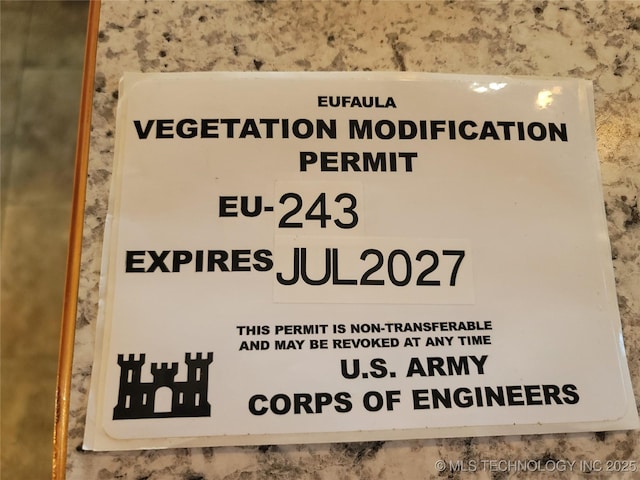 EUFAULA
VEGETATION MODIFICATION
PERMIT
EU-243
EXPIRES JUL2027
THIS PERMIT IS NON-TRANSFERABLE
AND MAY BE REVOKED AT ANY TIME
U.S. ARMY
CORPS OF ENGINEERS
© MLS TECHNOLOGY INC 2025